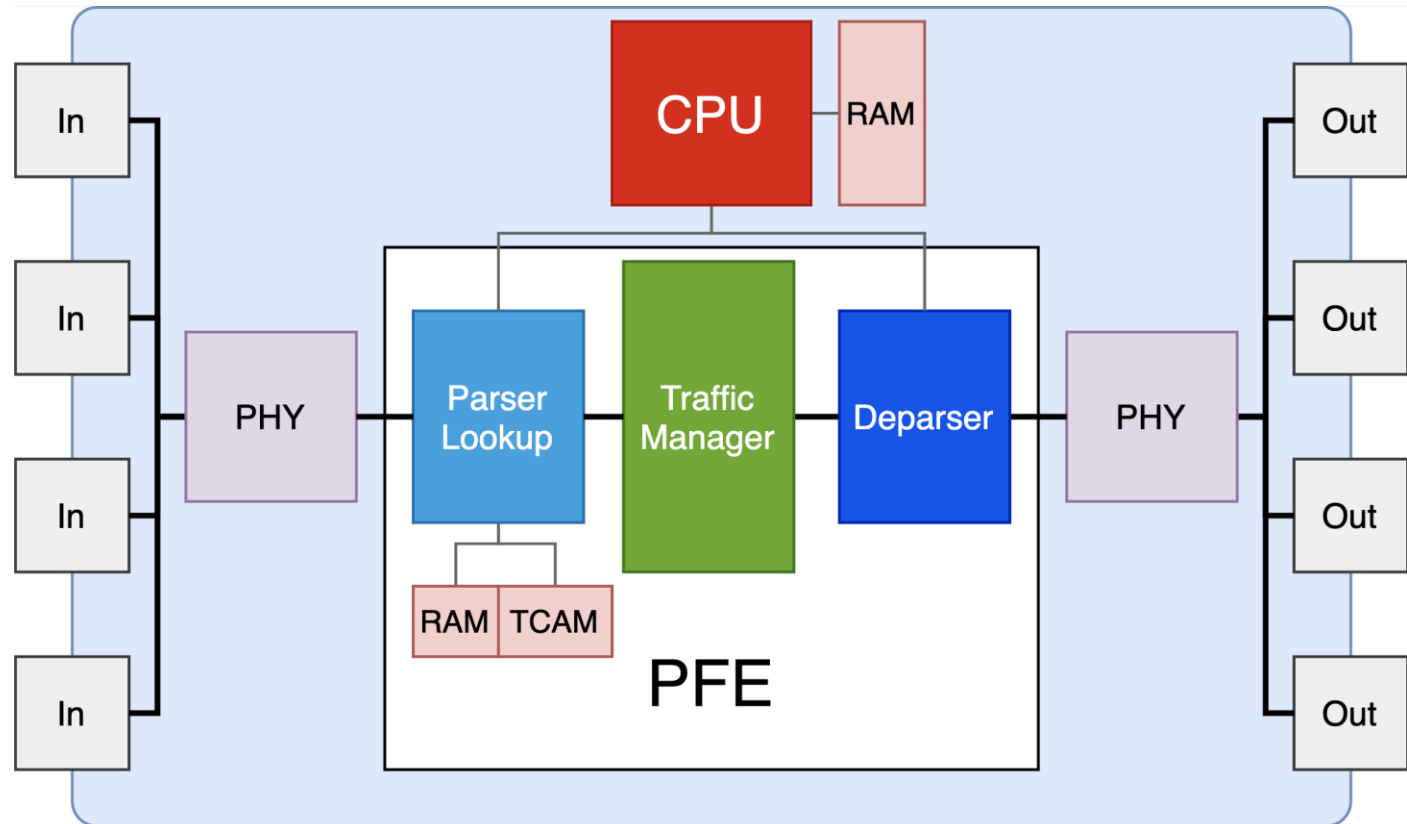 CPU
RAM
In
Out
In
Out
PHY
Parser
Lookup
Traffic
Manager
Deparser
PHY
In
Out
RAM
TCAM
PFE
In
Out